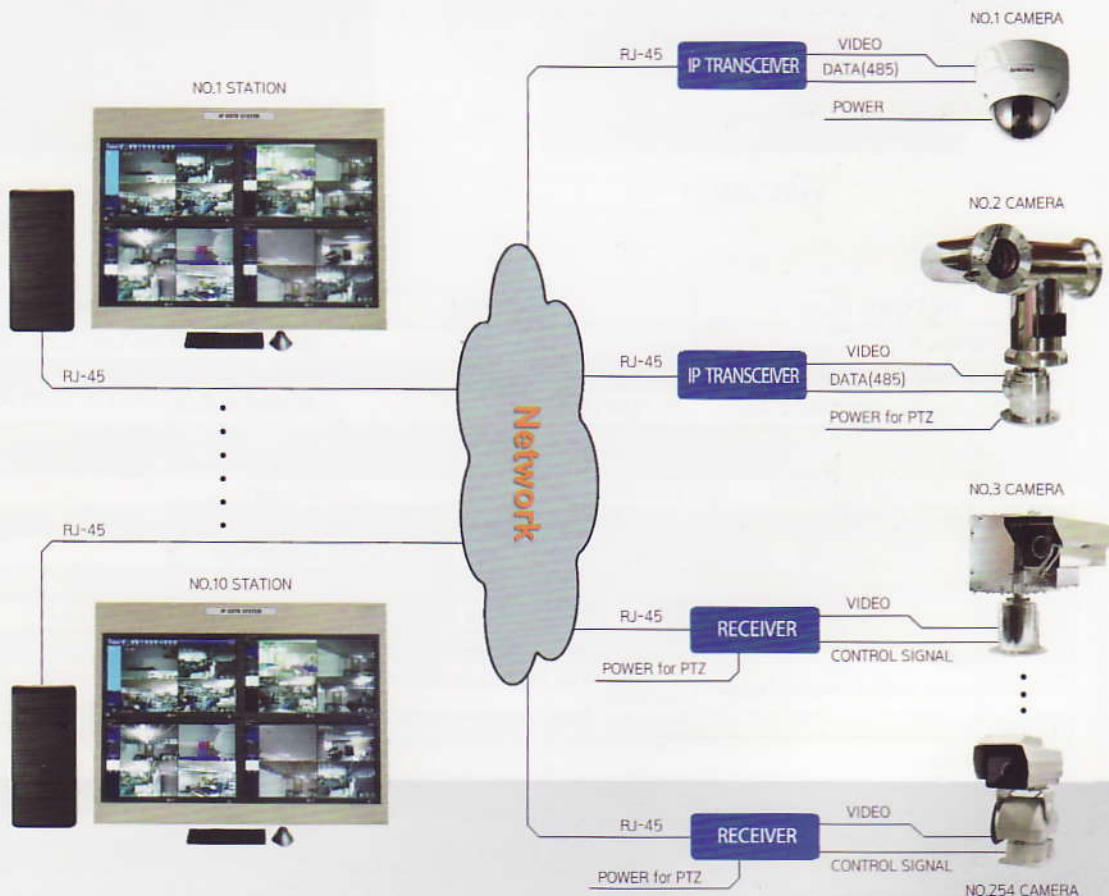 NO.1 CAMERA
RJ-45
IP TRANSCEIVER
VIDEO
DATA(485)
POWER
NO.1 STATION
RJ-45
NO.2 CAMERA
RJ-45
IP TRANSCEIVER
VIDEO
DATA(485)
POWER for PTZ
Network
RJ-45
NO.10 STATION
NO.3 CAMERA
RJ-45
RECEIVER
VIDEO
CONTROL SIGNAL
POWER for PTZ
RJ-45
RECEIVER
VIDEO
CONTROL SIGNAL
POWER for PTZ
NO.254 CAMERA